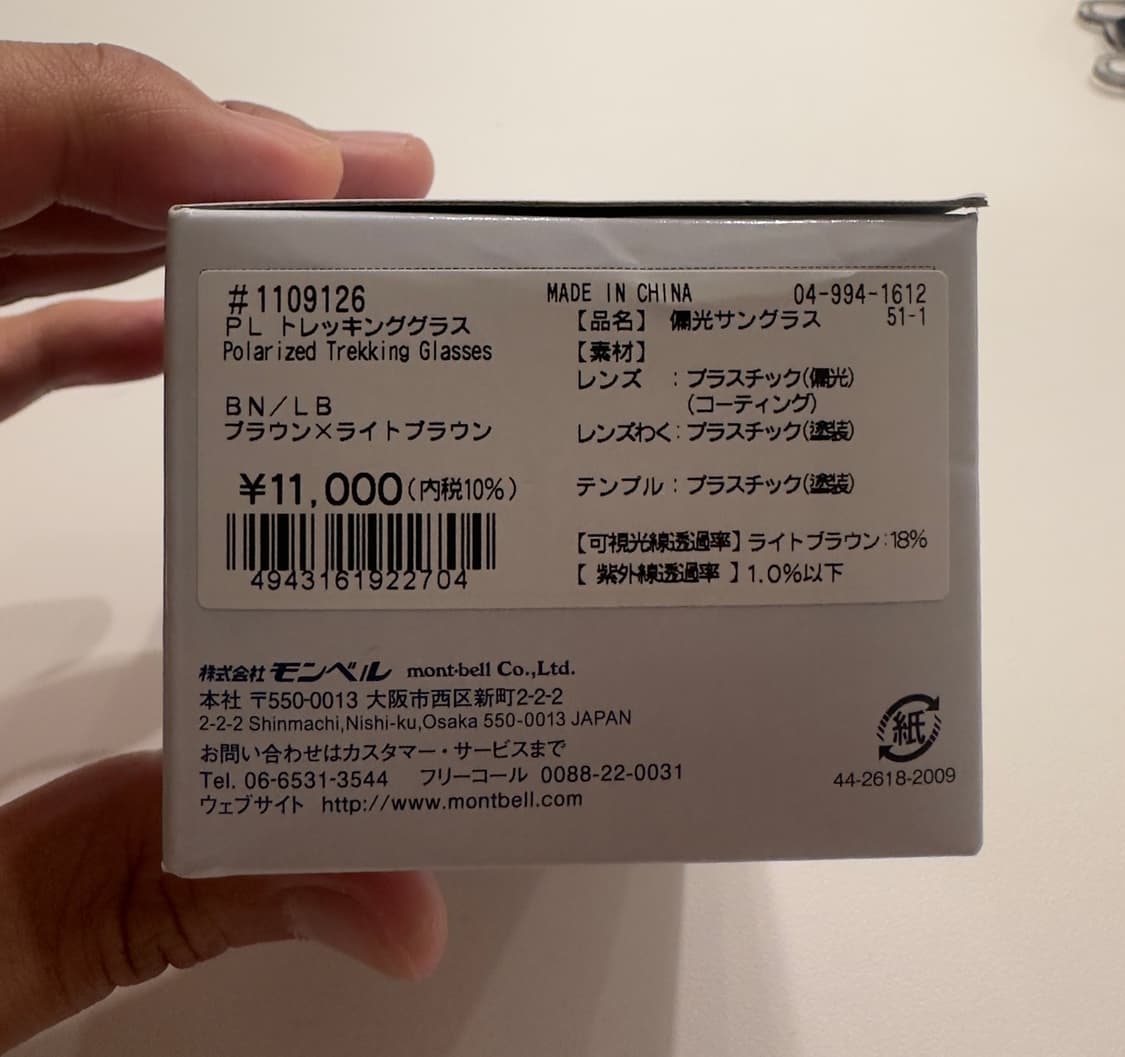 #1109126
PL トレッキンググラス
Polarized Trekking Glasses
BN/LB
ブラウン×ライトブラウン
¥11,000(内税10%)
4943161922704
MADE IN CHINA 04-994-1612
【品名】 偏光サングラス 51-1
【素材】
レンズ :プラスチック(偏光)
(コーティング)
レンズわく:プラスチック(塗装)
テンプル:プラスチック(塗装)
【可視光線透過率】ライトブラウン:18%
【 紫外線透過率 】1.0%以下
株式会社 モンベル mont-bell Co.,Ltd.
本社 〒550-0013 大阪市西区新町2-2-2
2-2-2 Shinmachi,Nishi-ku,Osaka 550-0013 JAPAN
お問い合わせはカスタマー・サービスまで
Tel. 06-6531-3544 フリーコール 0088-22-0031
ウェブサイト http://www.montbell.com
紙
44-2618-2009